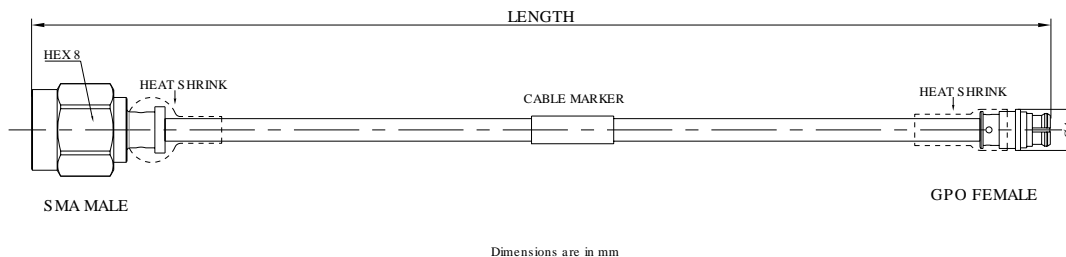 LENGTH
HEX 8
HEAT SHRINK
CABLE MARKER
HEAT SHRINK
SMA MALE
GPO FEMALE
Dimensions are in mm